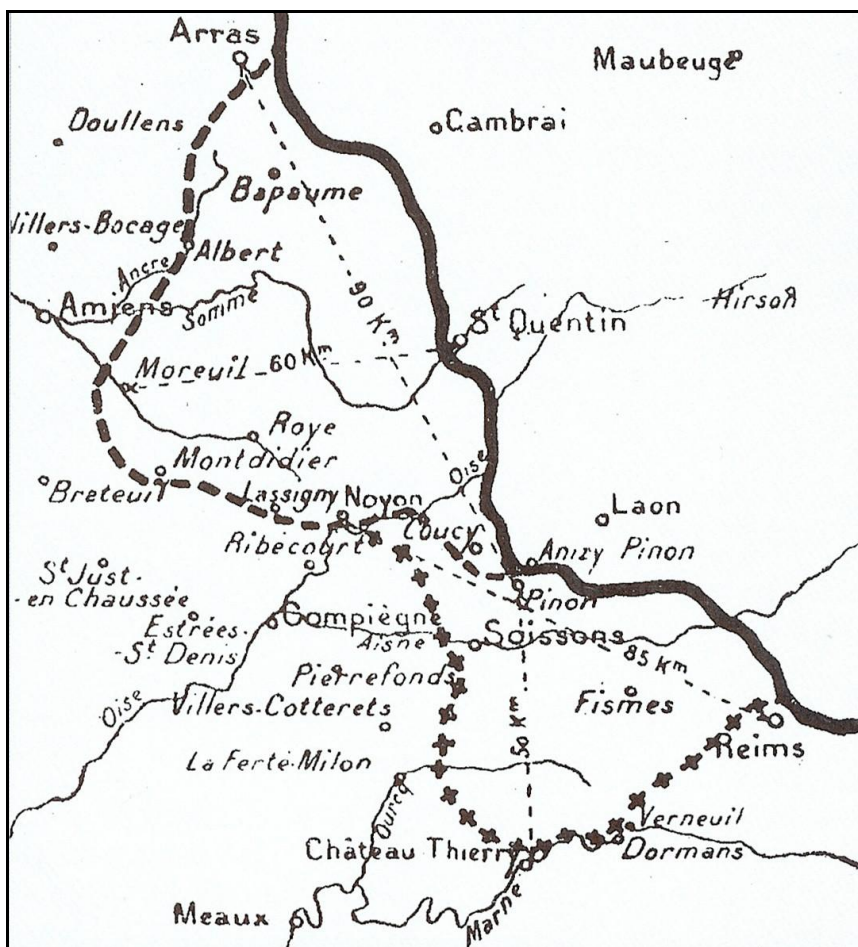 Arras
Maubeuge
Doullens
Cambrai
Bapaume
Villers-Bocage
Albert
Ancre
Amiens
Somme
90 Km
St Quentin
Hirson
Moreuil
60 Km
Roye
Montdidier
Breteuil
Oise
Lassigny
Noyon
Laon
Ribécourt
Coucy
Anizy Pinon
Pinon
St Just-
-en Chaussée
Compiègne
Estrées-
-St Denis
Aisne
Soissons
Pierrefonds
85 Km
Oise
Villers-Cotterets
50 Km
Fismes
Reims
La Ferté-Milon
Ourcq
Verneuil
Château Thierry
Dormans
Meaux
Marne